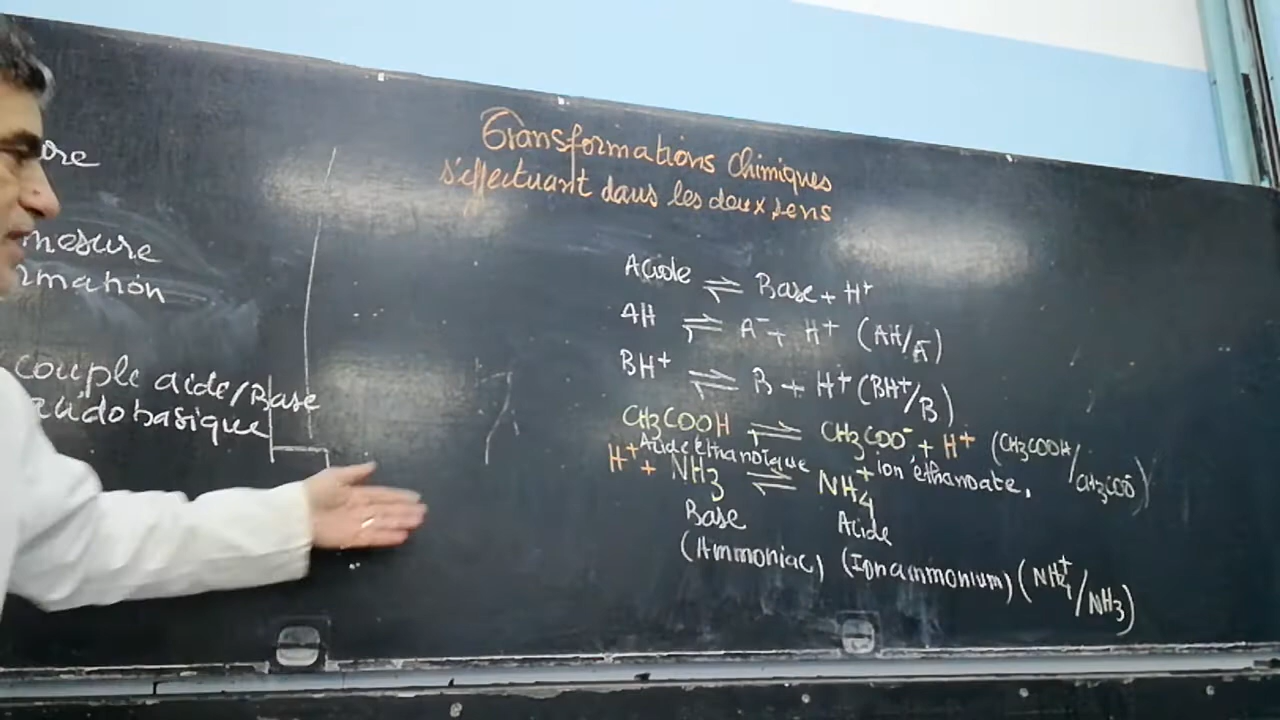 Transformations Chimiques
s'effectuant dans les deux sens
ore
mesure
rmation
couple aide/Base
acidobasique
Acide ⇌ Base + H⁺
AH ⇌ A⁻ + H⁺ (AH/A⁻)
BH⁺ ⇌ B + H⁺ (BH⁺/B)
CH3COOH ⇌ CH3COO⁻ + H⁺ (CH3COOH/CH3COO⁻)
Acide éthanoïque ion éthanoate.
H⁺ + NH3 ⇌ NH4⁺
Base Acide
(Ammoniac) (Ion ammonium) (NH4⁺/NH3)